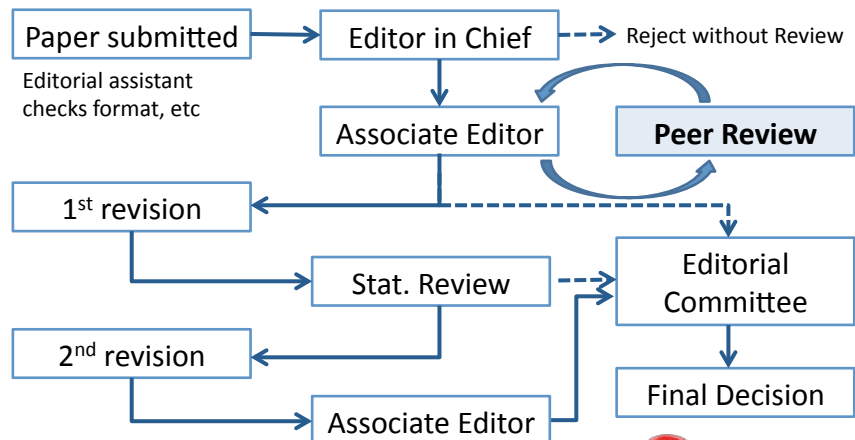 Paper submitted
Editor in Chief
Reject without Review
Editorial assistant
checks format, etc
Associate Editor
Peer Review
1st revision
Stat. Review
Editorial
Committee
2nd revision
Final Decision
Associate Editor